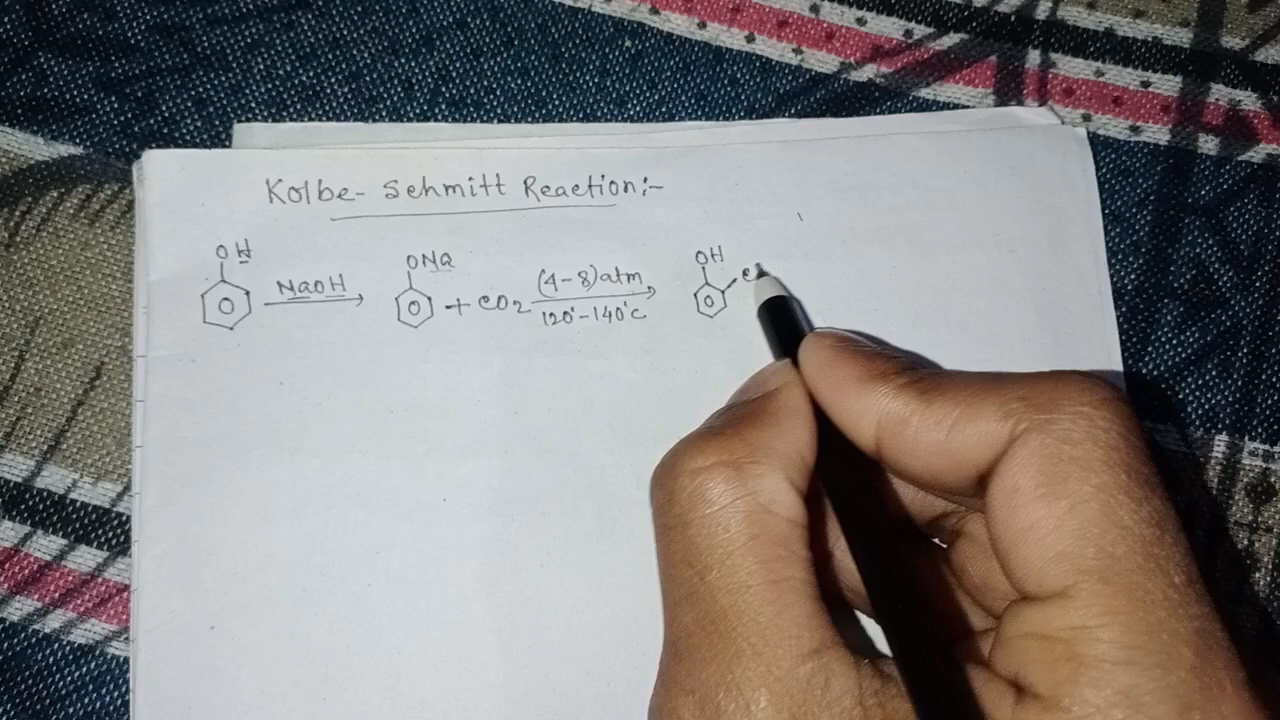 Kolbe- Schmitt Reaction:-
OH NaOH ONa + CO2 (4-8)atm 120°-140°C OH C